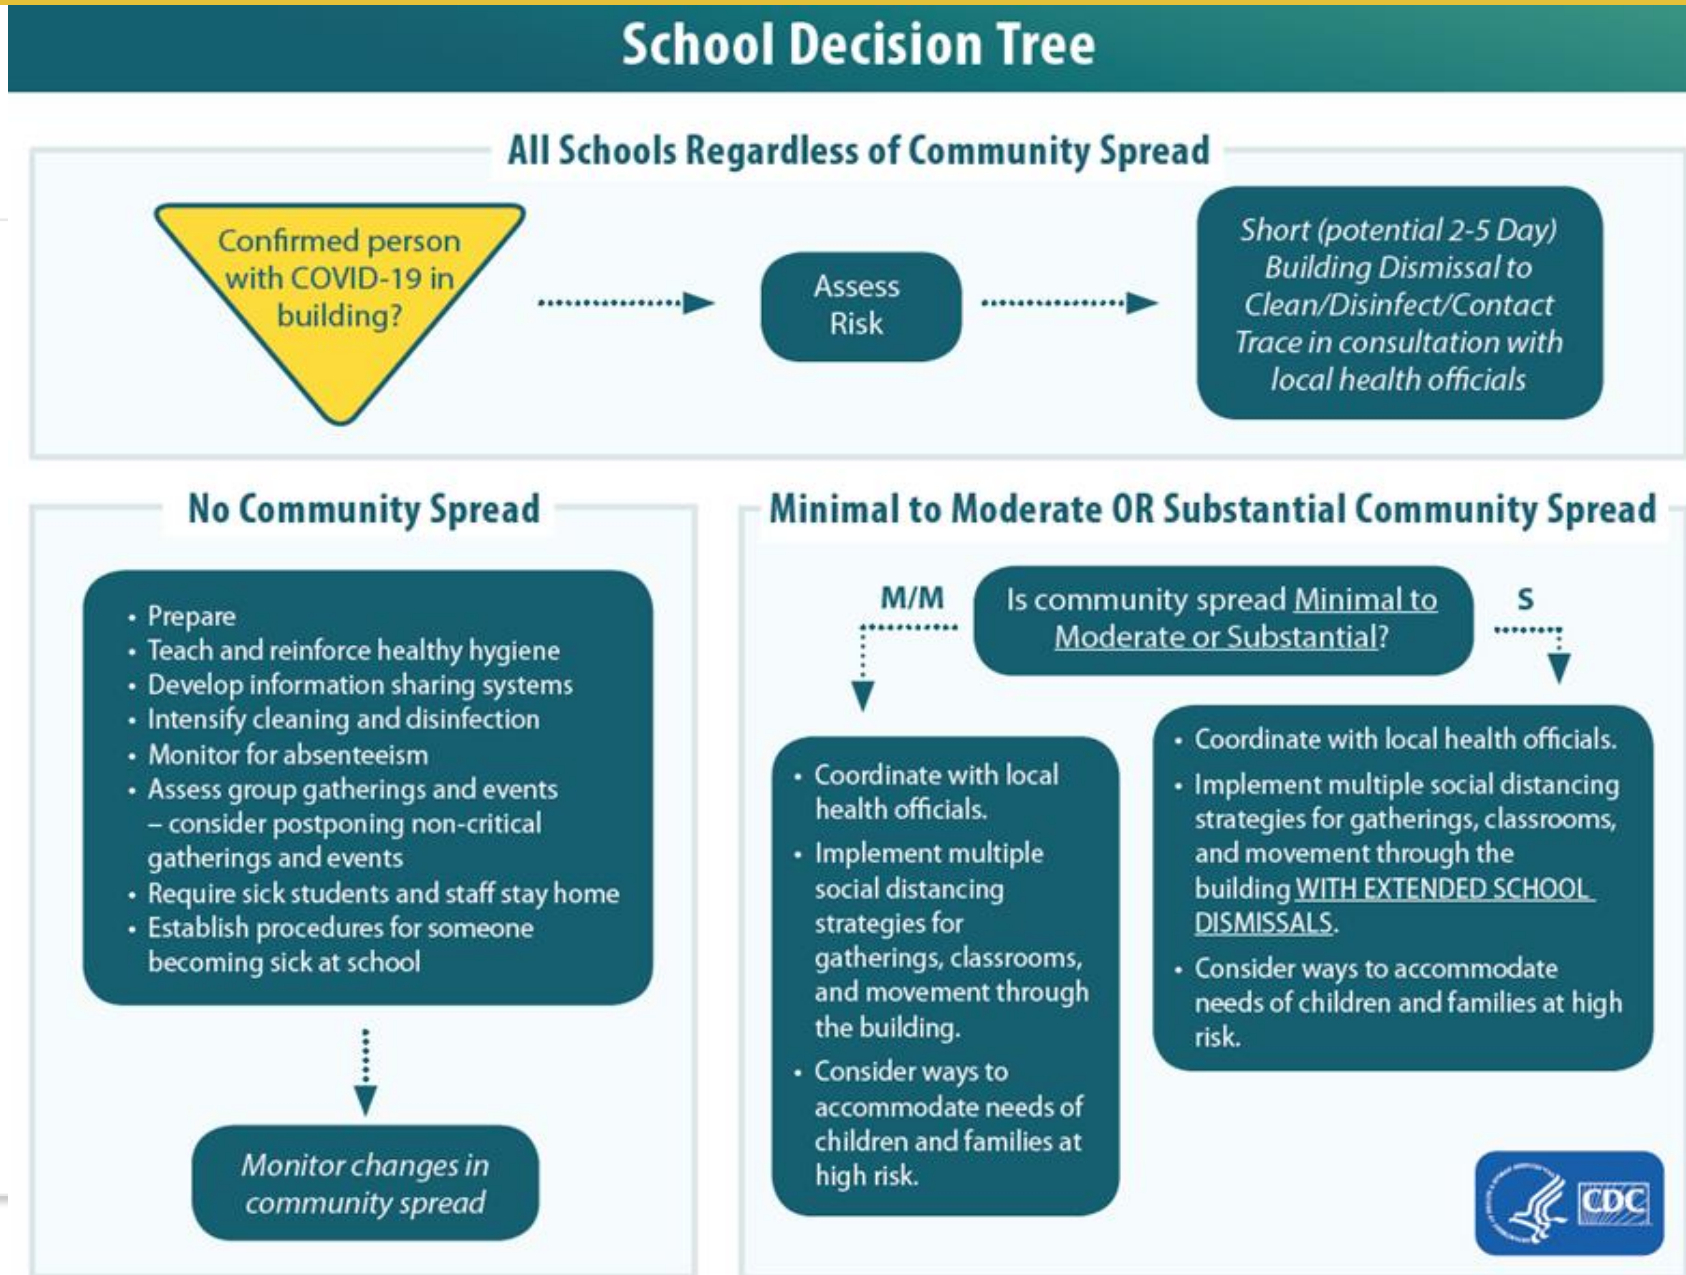 School Decision Tree
All Schools Regardless of Community Spread
Confirmed person
with COVID-19 in
building?
Assess
Risk
Short (potential 2-5 Day)
Building Dismissal to
Clean/Disinfect/Contact
Trace in consultation with
local health officials
No Community Spread
• Prepare
• Teach and reinforce healthy hygiene
• Develop information sharing systems
• Intensify cleaning and disinfection
• Monitor for absenteeism
• Assess group gatherings and events
– consider postponing non-critical
gatherings and events
• Require sick students and staff stay home
• Establish procedures for someone
becoming sick at school
Monitor changes in
community spread
Minimal to Moderate OR Substantial Community Spread
M/M
Is community spread Minimal to
Moderate or Substantial?
S
• Coordinate with local
health officials.
• Implement multiple
social distancing
strategies for
gatherings, classrooms,
and movement through
the building.
• Consider ways to
accommodate needs of
children and families at
high risk.
• Coordinate with local health officials.
• Implement multiple social distancing
strategies for gatherings, classrooms,
and movement through the
building WITH EXTENDED SCHOOL
DISMISSALS.
• Consider ways to accommodate
needs of children and families at high
risk.
CDC